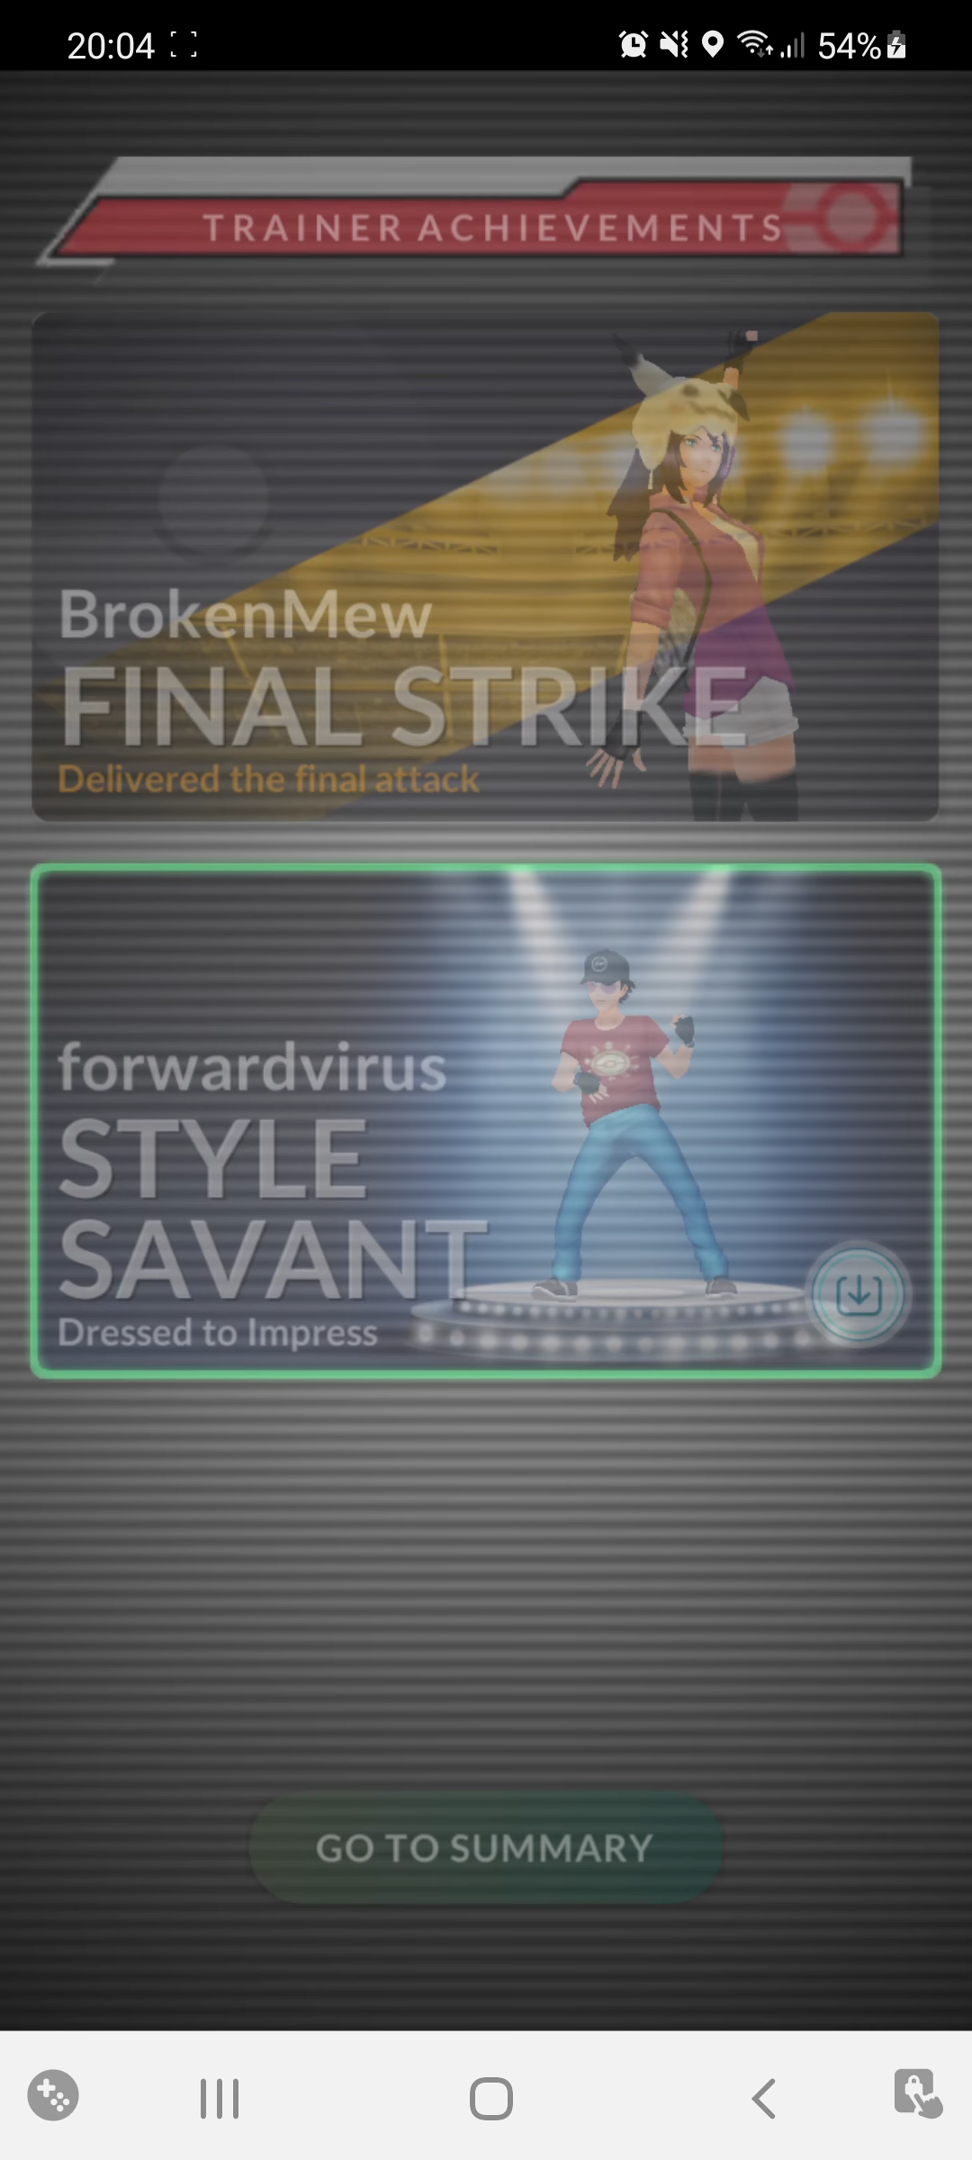 20:04
54%
TRAINER ACHIEVEMENTS
BrokenMew
FINAL STRIKE
Delivered the final attack
forwardvirus
STYLE
SAVANT
Dressed to Impress
GO TO SUMMARY